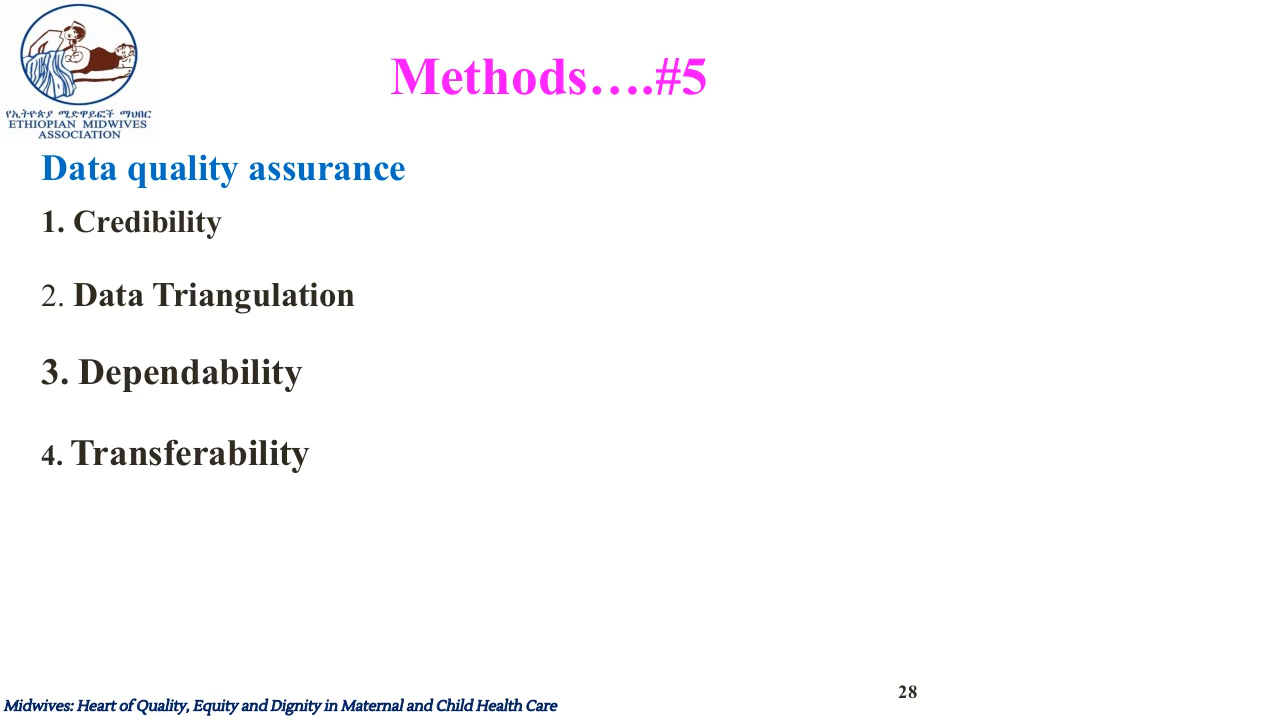 Methods….#5
የኢትዮጵያ ሚድዋይፎች ማህበር
ETHIOPIAN MIDWIVES
ASSOCIATION
Data quality assurance
1. Credibility
2. Data Triangulation
3. Dependability
4. Transferability
28
Midwives: Heart of Quality, Equity and Dignity in Maternal and Child Health Care